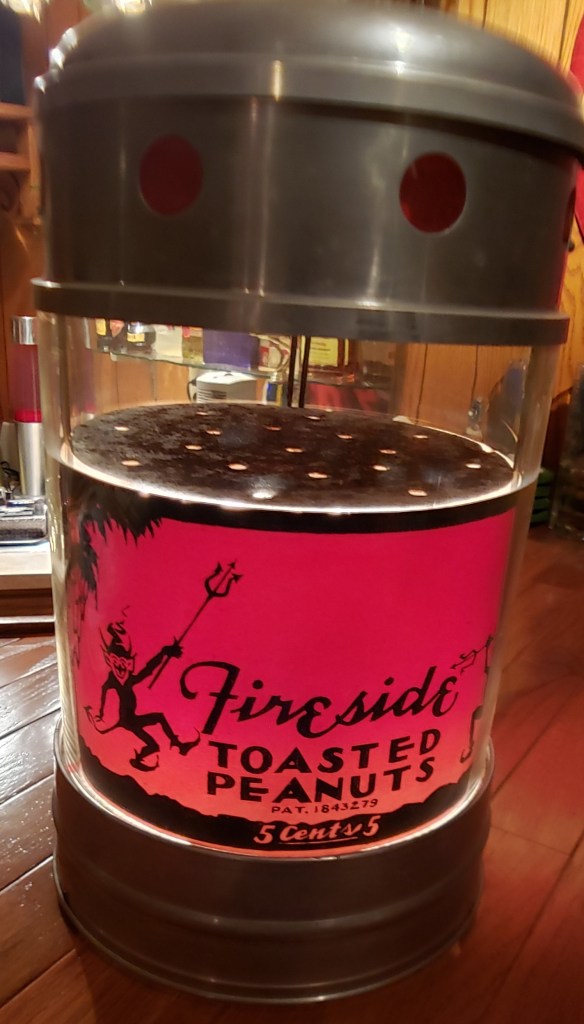 Fireside
TOASTED
PEANUTS
PAT. 1843279
5 Cents 5